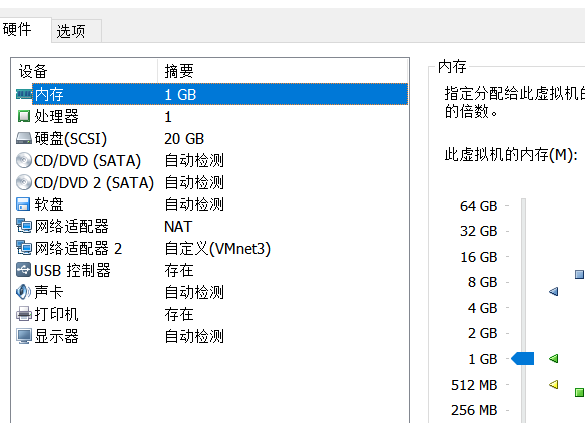 硬件 选项
设备 摘要
内存 1 GB
处理器 1
硬盘(SCSI) 20 GB
CD/DVD (SATA) 自动检测
CD/DVD 2 (SATA) 自动检测
软盘 自动检测
网络适配器 NAT
网络适配器 2 自定义(VMnet3)
USB 控制器 存在
声卡 自动检测
打印机 存在
显示器 自动检测
内存
指定分配给此虚拟机的
的倍数。
此虚拟机的内存(M):
64 GB
32 GB
16 GB
8 GB
4 GB
2 GB
1 GB
512 MB
256 MB